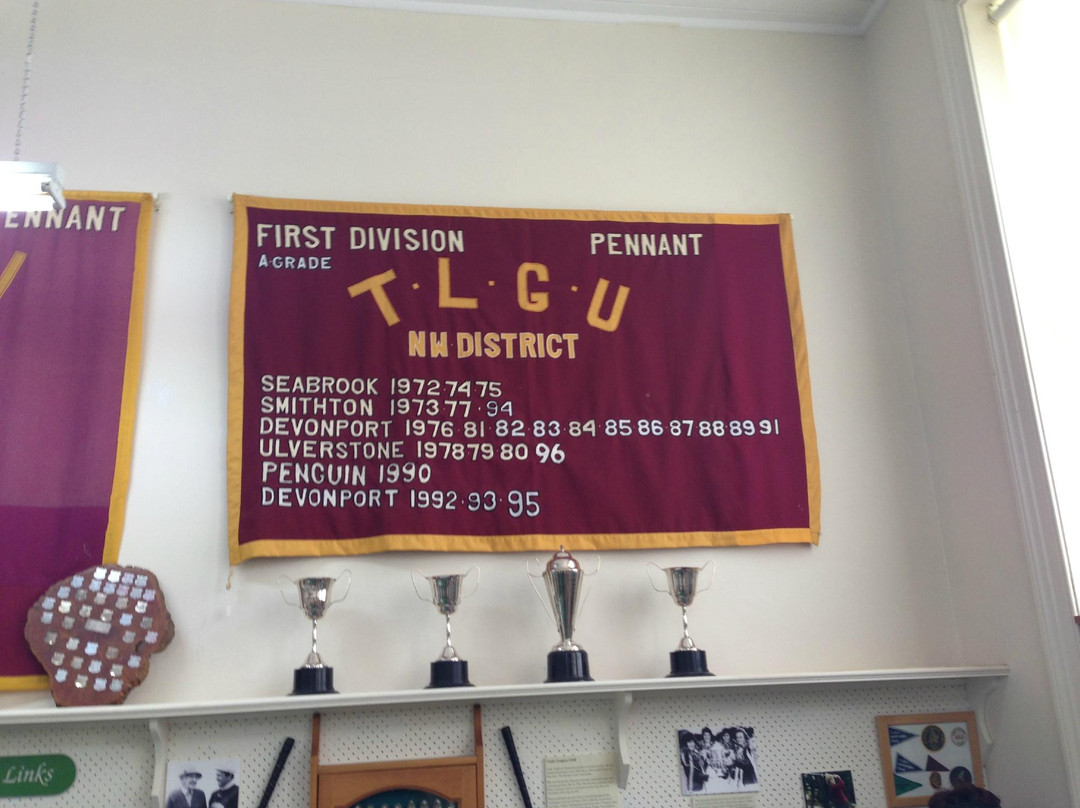 ENNANT
FIRST DIVISION PENNANT
A·GRADE
T·L·G·U
NW DISTRICT
SEABROOK 1972·74·75
SMITHTON 1973·77·94
DEVONPORT 1976·81·82·83·84·85·86·87·88·89·91
ULVERSTONE 1978·79·80 96
PENGUIN 1990
DEVONPORT 1992·93·95
Links